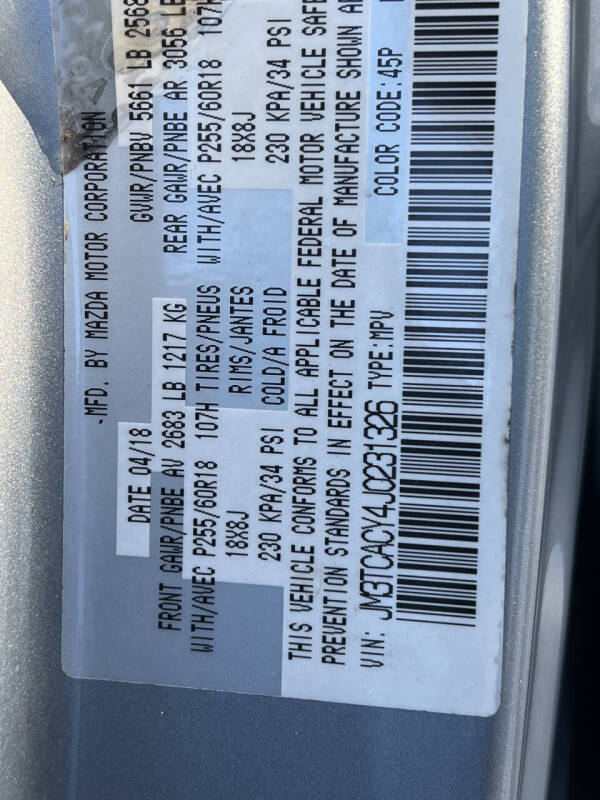 MFD. BY MAZDA MOTOR CORPORATION
DATE 04/18 GVWR/PNBV 5661 LB 2568
FRONT GAWR/PNBE AV 2683 LB 1217 KG REAR GAWR/PNBE AR 3056 LB
WITH/AVEC P255/60R18 107H TIRES/PNEUS WITH/AVEC P255/60R18 107H
18X8J RIMS/JANTES 18X8J
230 KPA/34 PSI COLD/A FROID 230 KPA/34 PSI
THIS VEHICLE CONFORMS TO ALL APPLICABLE FEDERAL MOTOR VEHICLE SAFE
PREVENTION STANDARDS IN EFFECT ON THE DATE OF MANUFACTURE SHOWN A
VIN: JM3TCACY4J0231326 TYPE:MPV COLOR CODE:45P